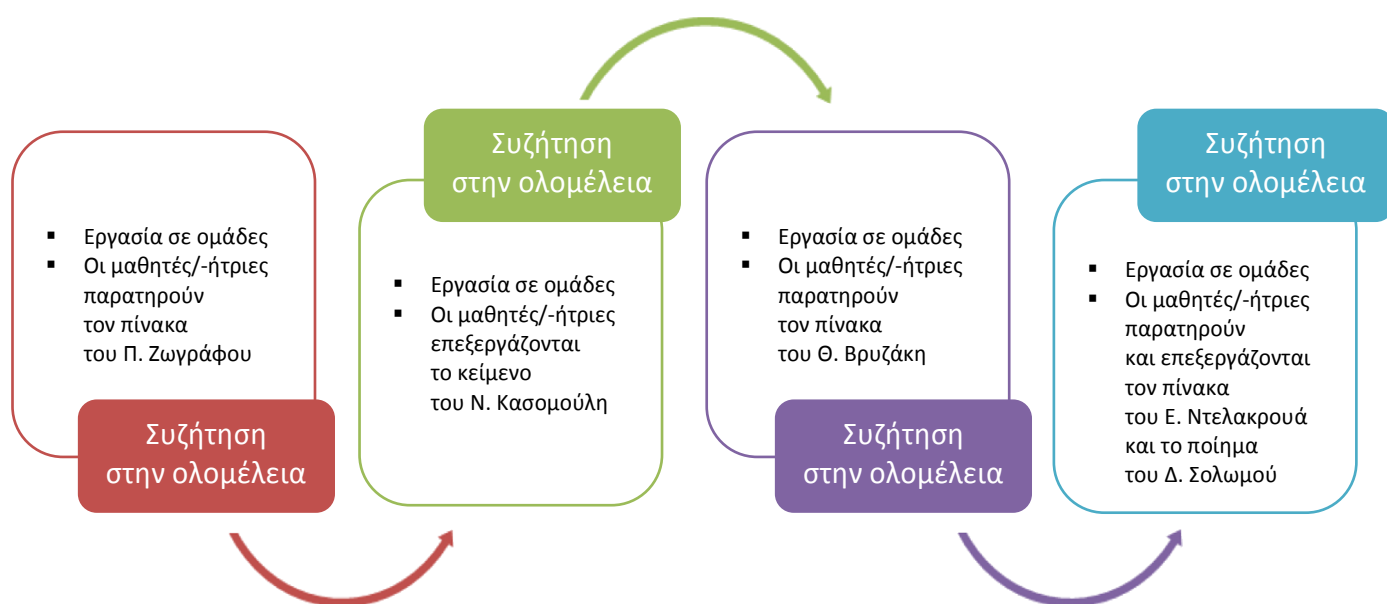 ▪ Εργασία σε ομάδες
▪ Οι μαθητές/-ήτριες
παρατηρούν
τον πίνακα
του Π. Ζωγράφου
Συζήτηση
στην ολομέλεια
Συζήτηση
στην ολομέλεια
▪ Εργασία σε ομάδες
▪ Οι μαθητές/-ήτριες
επεξεργάζονται
το κείμενο
του Ν. Κασομούλη
▪ Εργασία σε ομάδες
▪ Οι μαθητές/-ήτριες
παρατηρούν
τον πίνακα
του Θ. Βρυζάκη
Συζήτηση
στην ολομέλεια
Συζήτηση
στην ολομέλεια
▪ Εργασία σε ομάδες
▪ Οι μαθητές/-ήτριες
παρατηρούν
και επεξεργάζονται
τον πίνακα
του Ε. Ντελακρουά
και το ποίημα
του Δ. Σολωμού